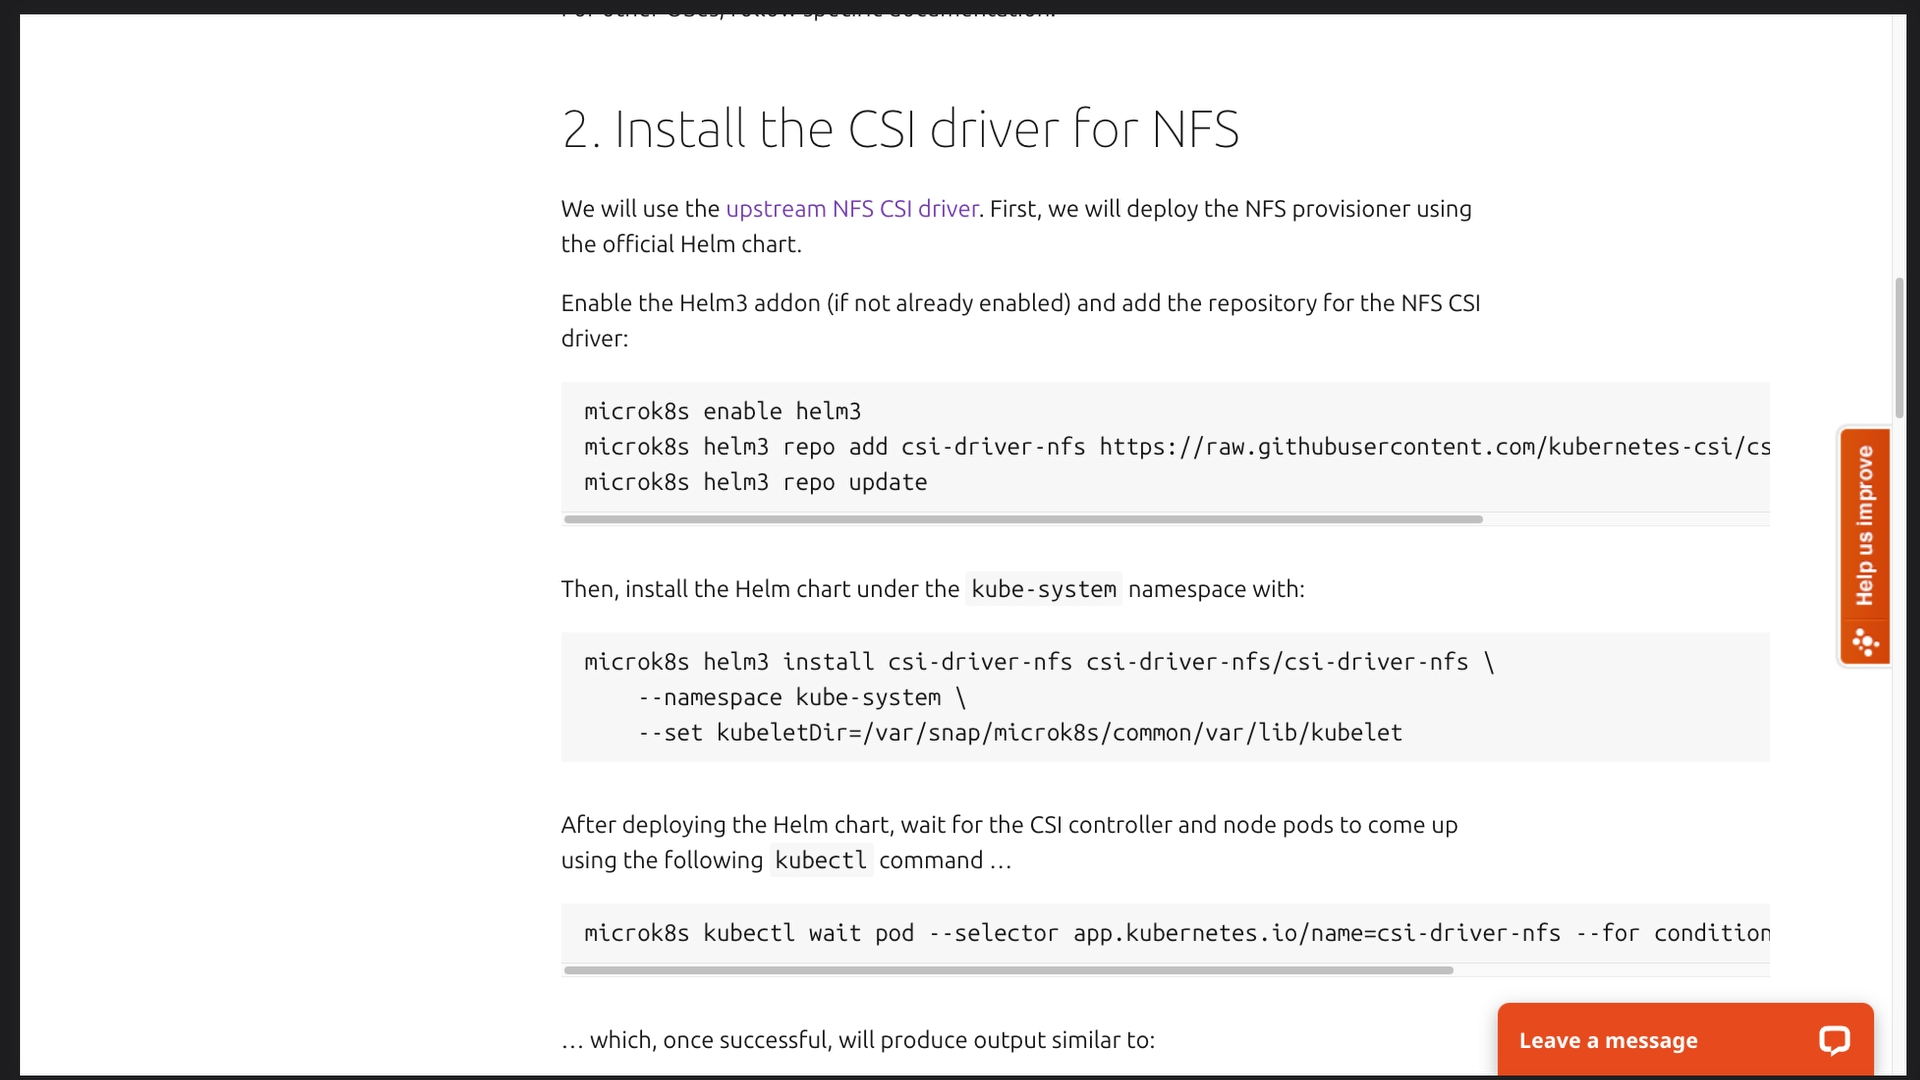 For other OSes, follow specific documentation.
2. Install the CSI driver for NFS
We will use the upstream NFS CSI driver. First, we will deploy the NFS provisioner using
the official Helm chart.
Enable the Helm3 addon (if not already enabled) and add the repository for the NFS CSI
driver:
microk8s enable helm3
microk8s helm3 repo add csi-driver-nfs https://raw.githubusercontent.com/kubernetes-csi/cs
microk8s helm3 repo update
Help us improve
Then, install the Helm chart under the kube-system namespace with:
microk8s helm3 install csi-driver-nfs csi-driver-nfs/csi-driver-nfs \
--namespace kube-system \
--set kubeletDir=/var/snap/microk8s/common/var/lib/kubelet
After deploying the Helm chart, wait for the CSI controller and node pods to come up
using the following kubectl command …
microk8s kubectl wait pod --selector app.kubernetes.io/name=csi-driver-nfs --for condition
… which, once successful, will produce output similar to:
Leave a message